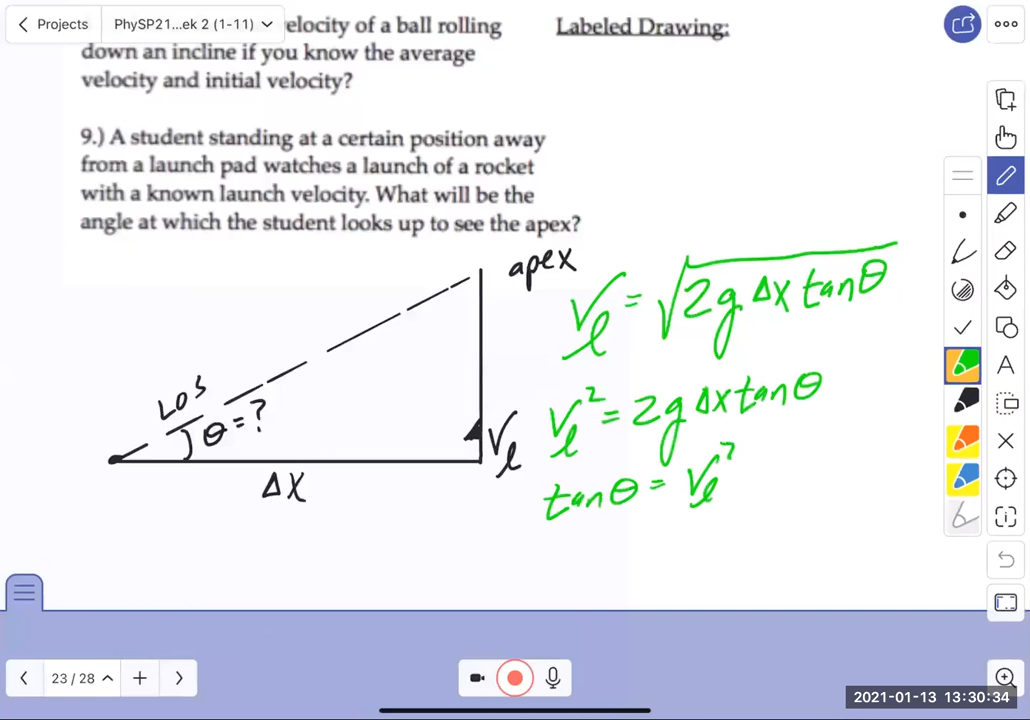 Projects
PhySP21...ek 2 (1-11)
elocity of a ball rolling
down an incline if you know the average
velocity and initial velocity?
Labeled Drawing:
9.) A student standing at a certain position away
from a launch pad watches a launch of a rocket
with a known launch velocity. What will be the
angle at which the student looks up to see the apex?
apex
LOS
θ=?
Vℓ
Δx
Vℓ = √2g Δx tanθ
Vℓ² = 2g Δx tanθ
tanθ = Vℓ²
A
23 / 28
2021-01-13 13:30:34